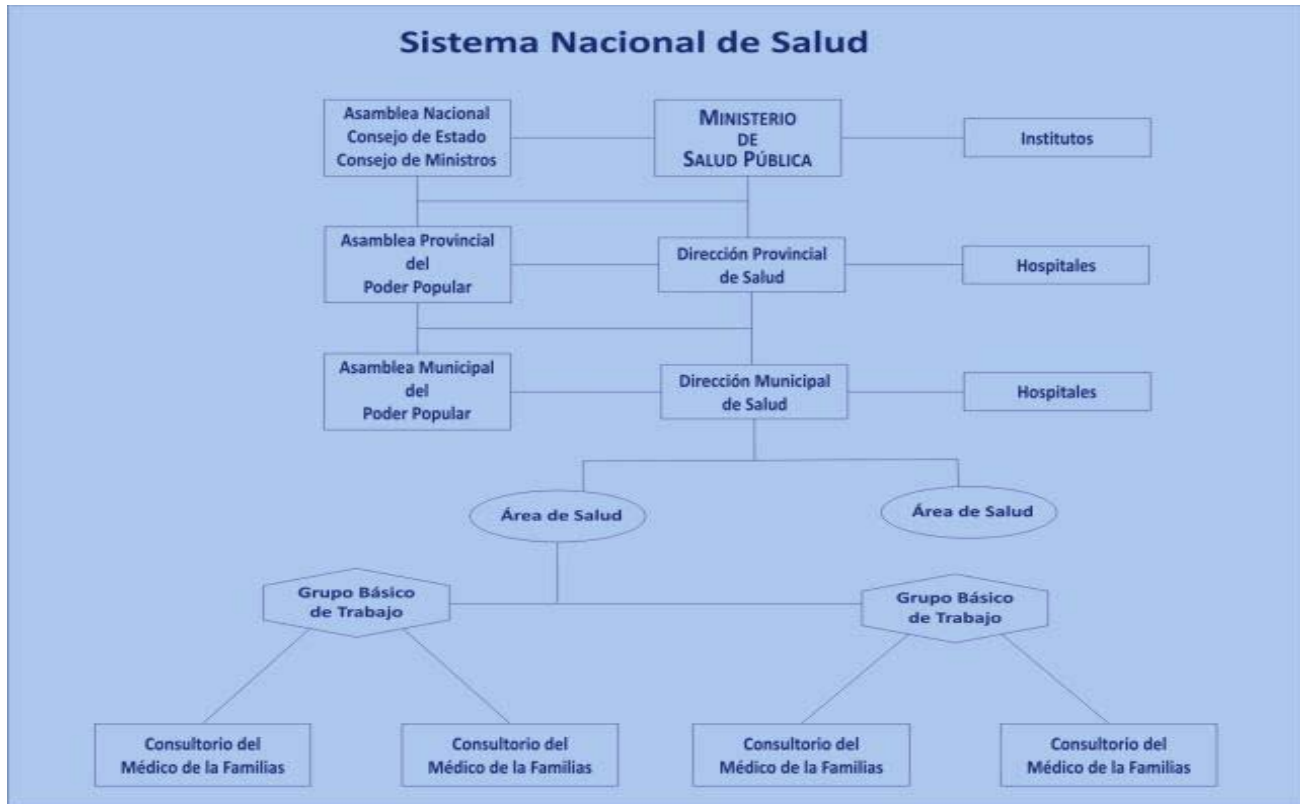 Sistema Nacional de Salud
Asamblea Nacional
Consejo de Estado
Consejo de Ministros
MINISTERIO
DE
SALUD PÚBLICA
Institutos
Asamblea Provincial
del
Poder Popular
Dirección Provincial
de Salud
Hospitales
Asamblea Municipal
del
Poder Popular
Dirección Municipal
de Salud
Hospitales
Área de Salud
Área de Salud
Grupo Básico
de Trabajo
Grupo Básico
de Trabajo
Consultorio del
Médico de la Familias
Consultorio del
Médico de la Familias
Consultorio del
Médico de la Familias
Consultorio del
Médico de la Familias